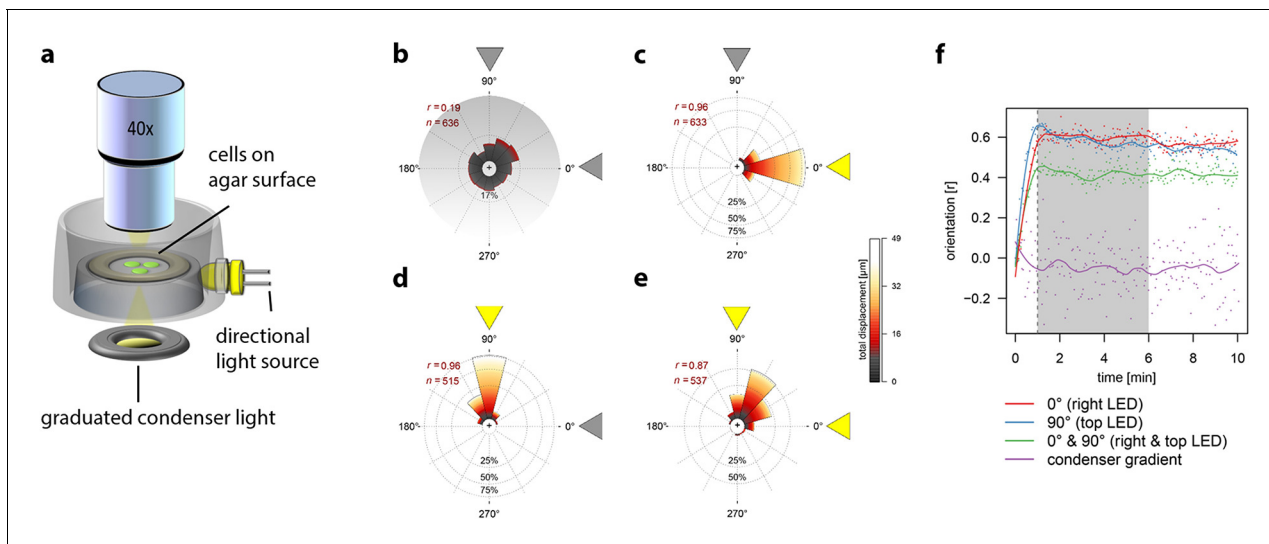 a
40x
cells on
agar surface
directional
light source
graduated condenser light
b
90°
r = 0.19
n = 636
180°
0°
17%
270°
c
90°
r = 0.96
n = 633
180°
0°
25%
50%
75%
270°
d
90°
r = 0.96
n = 515
180°
0°
25%
50%
75%
270°
e
90°
r = 0.87
n = 537
180°
0°
25%
50%
75%
270°
total displacement [µm]
49
32
16
0
f
orientation [r]
0.6
0.4
0.2
0.0
−0.2
0 2 4 6 8 10
time [min]
0° (right LED)
90° (top LED)
0° & 90° (right & top LED)
condenser gradient